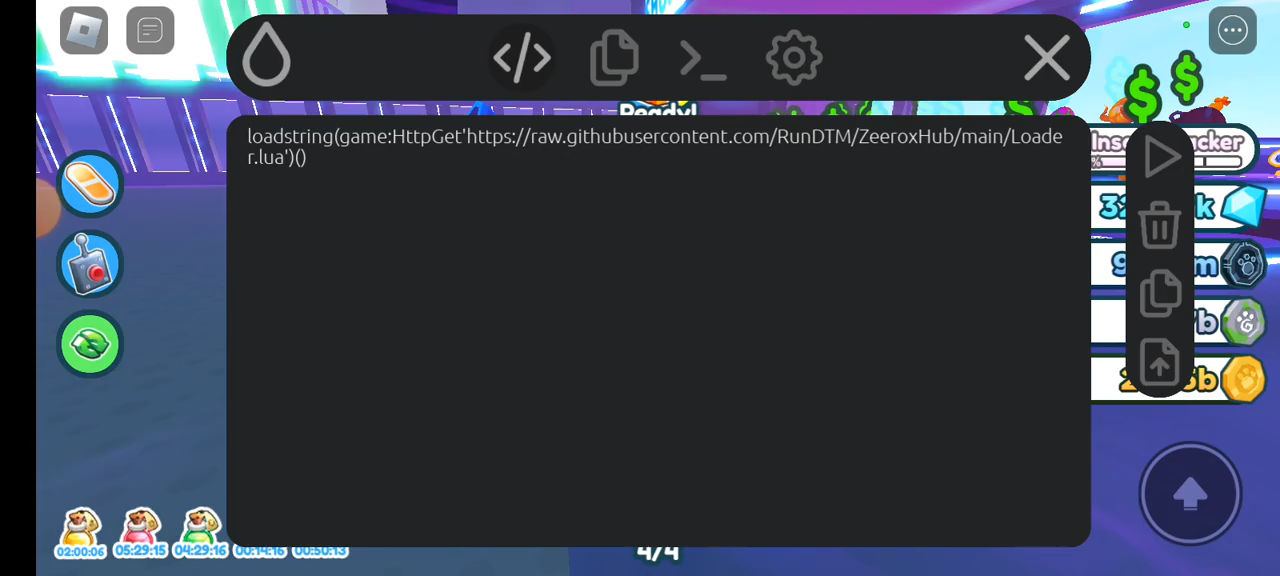 Ready!
loadstring(game:HttpGet'https://raw.githubusercontent.com/RunDTM/ZeeroxHub/main/Loade
r.lua')()
%
k
m
b
02:00:06 05:29:15 04:29:16 00:14:16 00:50:13
4/4